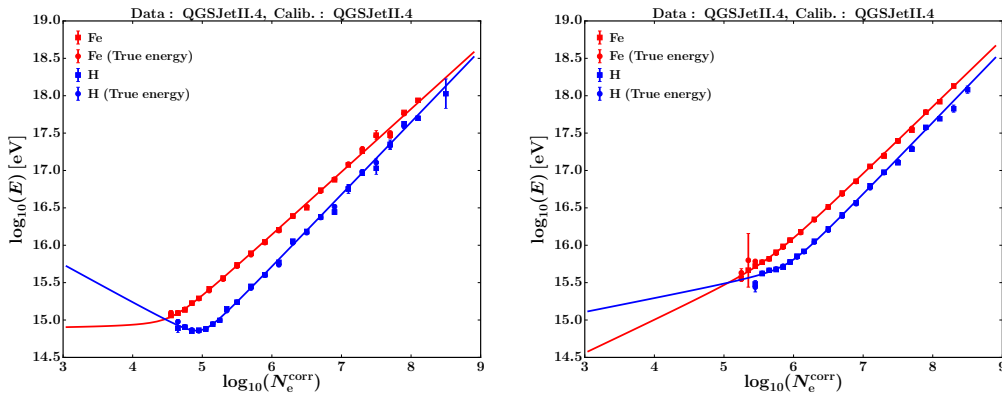 Data : QGSJetII.4, Calib. : QGSJetII.4
19.0
18.5
18.0
17.5
17.0
16.5
16.0
15.5
15.0
14.5
log₁₀(E) [eV]
Fe
Fe (True energy)
H
H (True energy)
3 4 5 6 7 8 9
log₁₀(Nₑᶜᵒʳʳ)
Data : QGSJetII.4, Calib. : QGSJetII.4
19.0
18.5
18.0
17.5
17.0
16.5
16.0
15.5
15.0
14.5
log₁₀(E) [eV]
Fe
Fe (True energy)
H
H (True energy)
3 4 5 6 7 8 9
log₁₀(Nₑᶜᵒʳʳ)